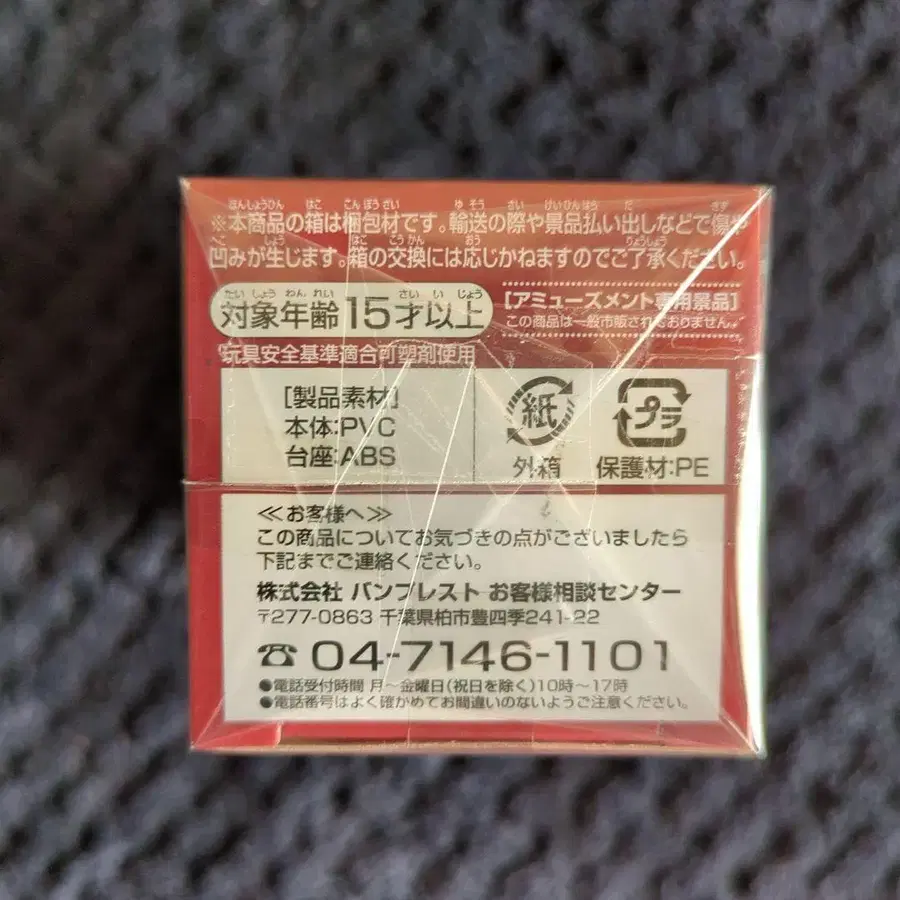 ※本商品の箱は梱包材です。輸送の際や景品払い出しなどで傷や
凹みが生じます。箱の交換には応じかねますのでご了承ください。
対象年齢15才以上
[アミューズメント専用景品]
この商品は一般市販されておりません。
玩具安全基準適合可塑剤使用
[製品素材]
本体:PVC
台座:ABS
紙
外箱
プラ
保護材:PE
≪お客様へ≫
この商品についてお気づきの点がございましたら
下記までご連絡ください。
株式会社 バンプレスト お客様相談センター
〒277-0863 千葉県柏市豊四季241-22
☎ 04-7146-1101
●電話受付時間 月~金曜日(祝日を除く)10時~17時
●電話番号はよく確かめてお間違いのないようご注意ください。